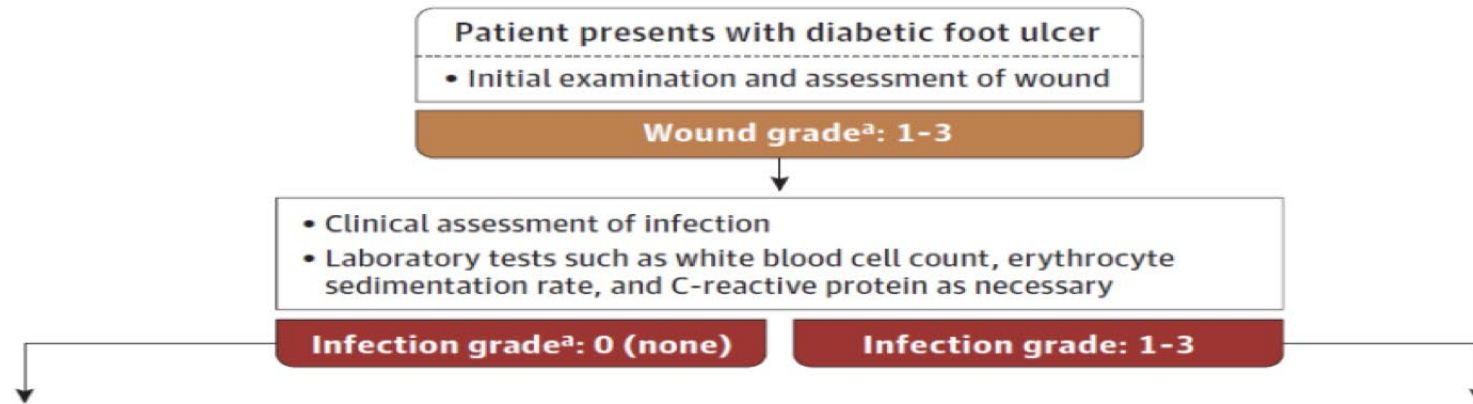 Patient presents with diabetic foot ulcer
• Initial examination and assessment of wound
Wound gradeᵃ: 1-3
• Clinical assessment of infection
• Laboratory tests such as white blood cell count, erythrocyte
sedimentation rate, and C-reactive protein as necessary
Infection gradeᵃ: 0 (none)
Infection grade: 1-3